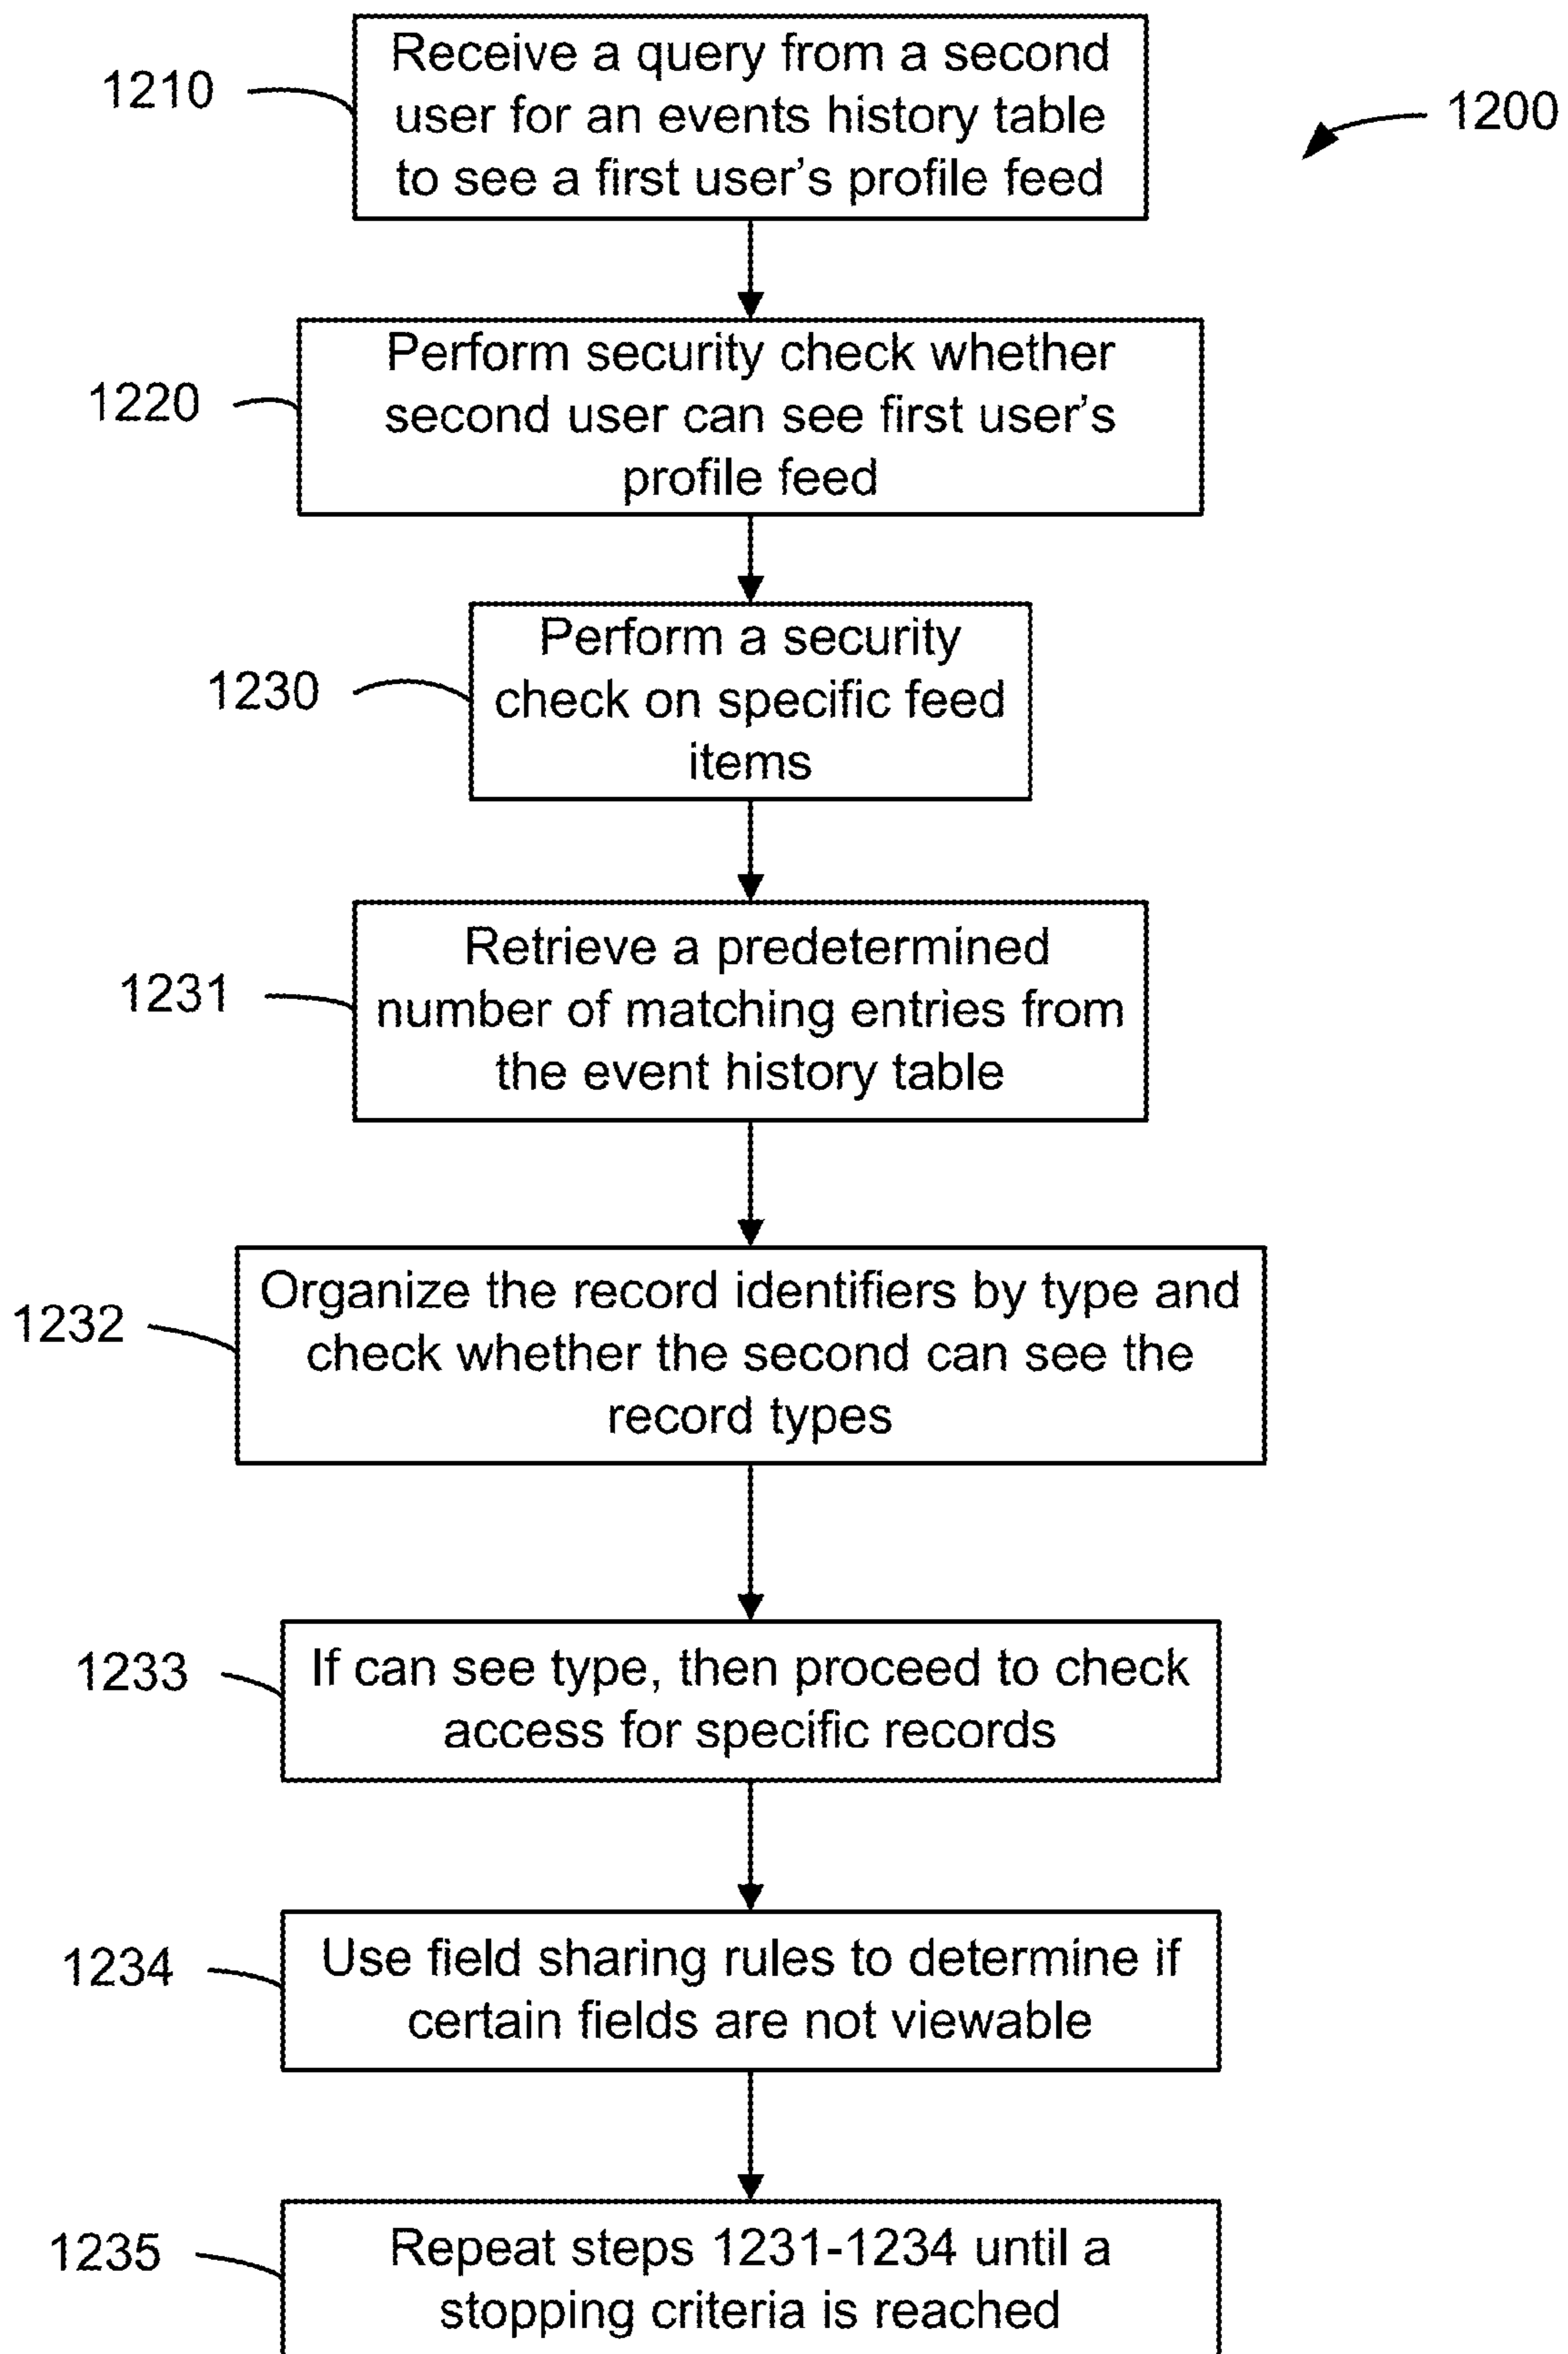 Receive a query from a second
user for an events history table
to see a first user's profile feed
1210
1200
Perform security check whether
second user can see first user's
profile feed
1220
Perform a security
check on specific feed
items
1230
Retrieve a predetermined
number of matching entries from
the event history table
1231
Organize the record identifiers by type and
check whether the second can see the
record types
1232
If can see type, then proceed to check
access for specific records
1233
Use field sharing rules to determine if
certain fields are not viewable
1234
Repeat steps 1231-1234 until a
stopping criteria is reached
1235